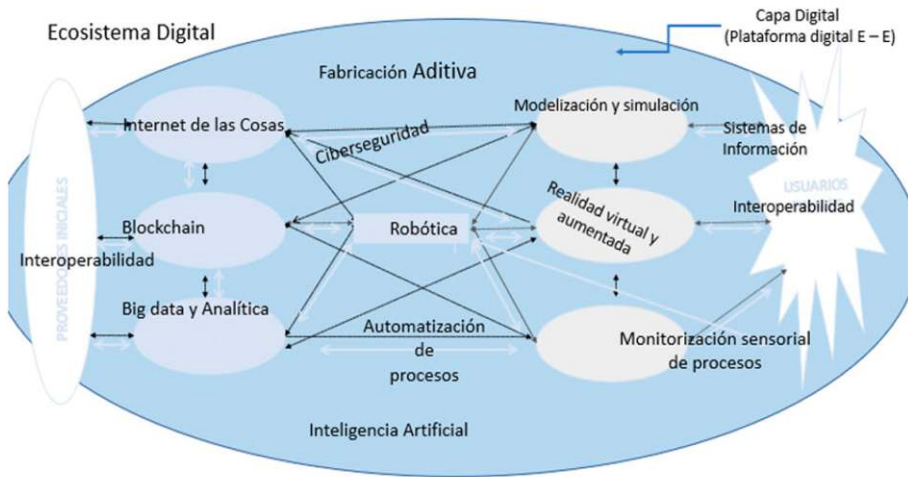 Ecosistema Digital
Capa Digital
(Plataforma digital E – E)
Fabricación Aditiva
Internet de las Cosas
Ciberseguridad
Modelización y simulación
Sistemas de
Información
PROVEEDORES INICIALES
Blockchain
Interoperabilidad
Robótica
Realidad virtual y
aumentada
USUARIOS
Interoperabilidad
Big data y Analítica
Automatización
de
procesos
Monitorización sensorial
de procesos
Inteligencia Artificial